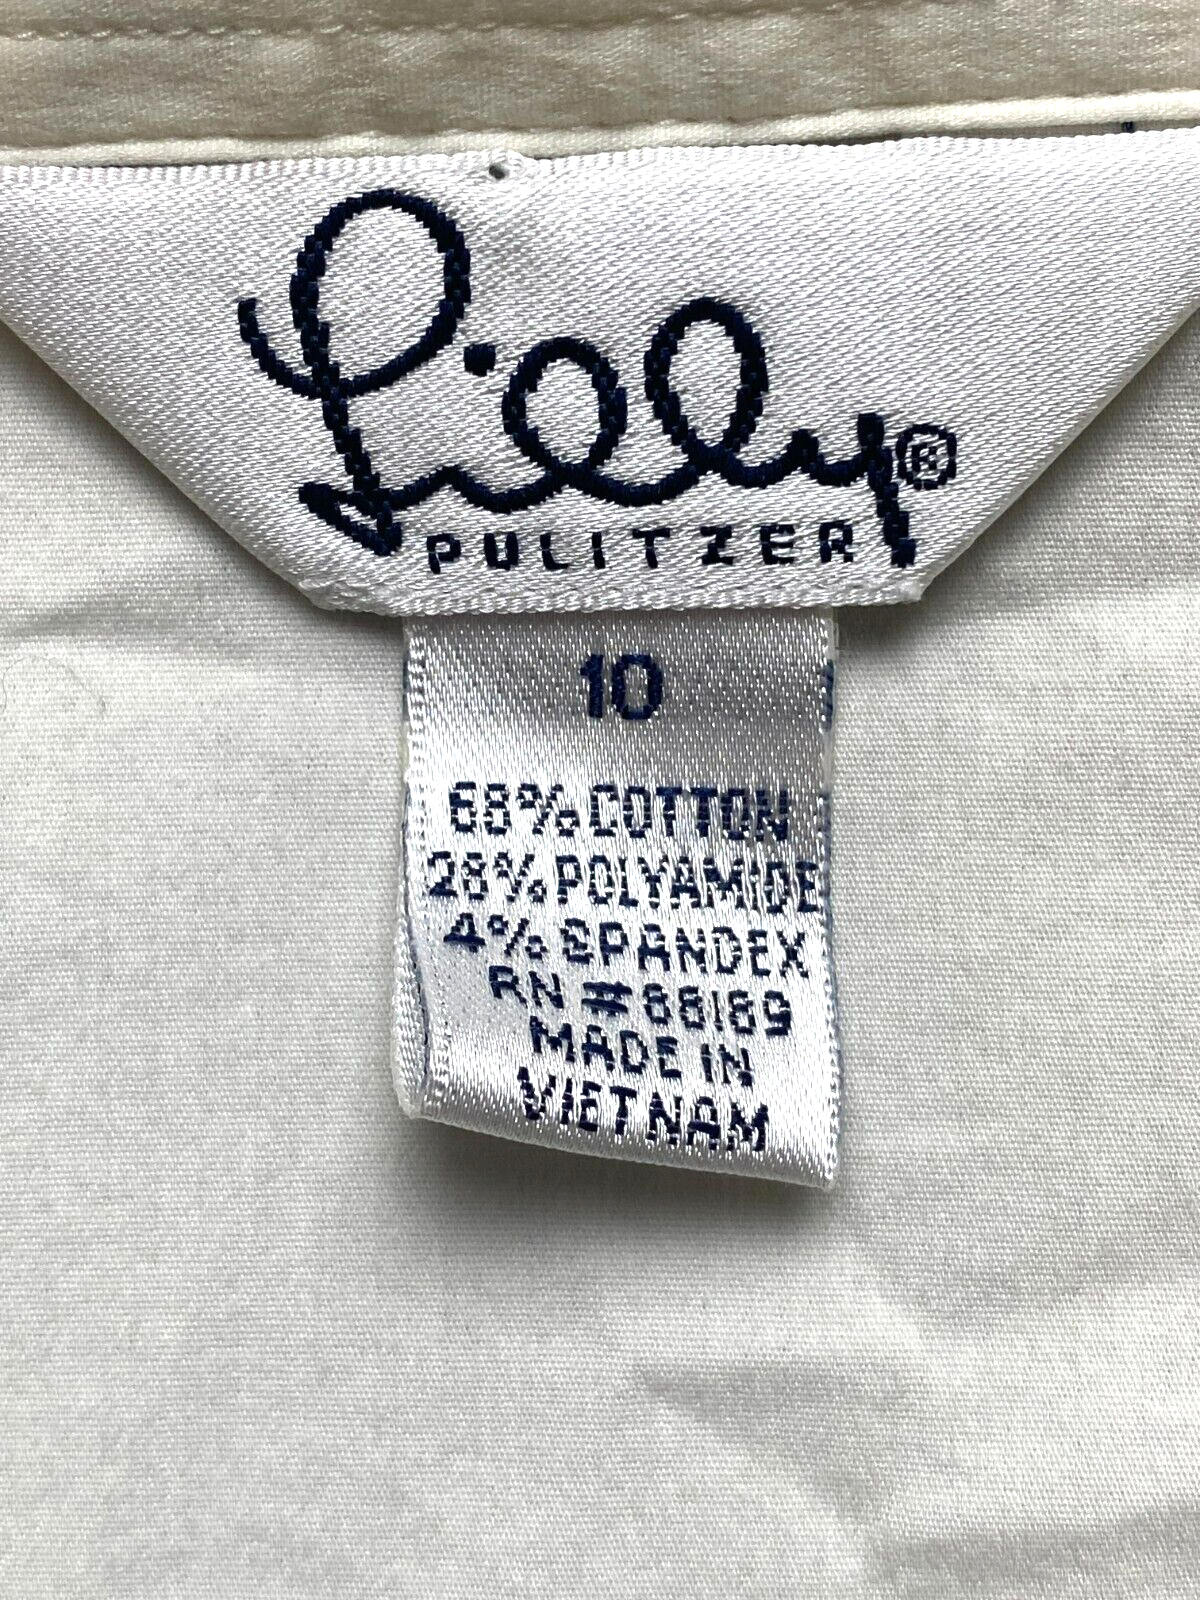 Lilly®
PULITZER
10
68% COTTON
28% POLYAMIDE
4% SPANDEX
RN #88189
MADE IN
VIETNAM